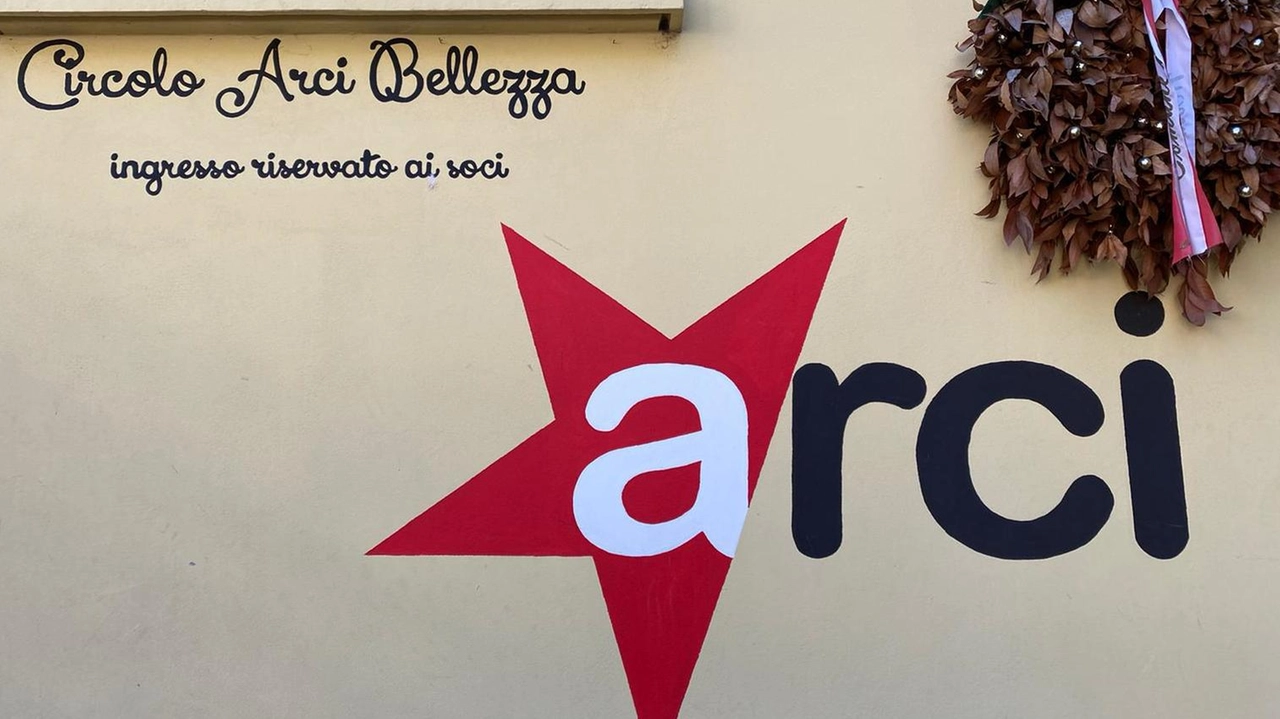 Circolo Arci Bellezza
ingresso riservato ai soci
arci